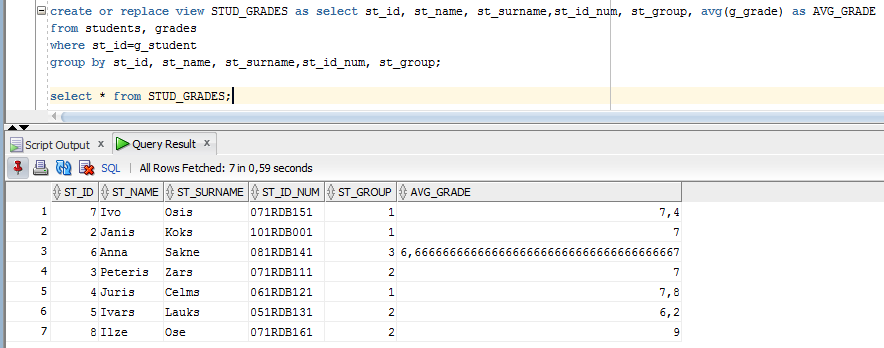 create or replace view STUD_GRADES as select st_id, st_name, st_surname,st_id_num, st_group, avg(g_grade) as AVG_GRADE
from students, grades
where st_id=g_student
group by st_id, st_name, st_surname,st_id_num, st_group;
select * from STUD_GRADES;
Script Output x Query Result x
SQL | All Rows Fetched: 7 in 0,59 seconds
ST_ID ST_NAME ST_SURNAME ST_ID_NUM ST_GROUP AVG_GRADE
1 7 Ivo Osis 071RDB151 1 7,4
2 2 Janis Koks 101RDB001 1 7
3 6 Anna Sakne 081RDB141 3 6,66666666666666666666666666666666666667
4 3 Peteris Zars 071RDB111 2 7
5 4 Juris Celms 061RDB121 1 7,8
6 5 Ivars Lauks 051RDB131 2 6,2
7 8 Ilze Ose 071RDB161 2 9